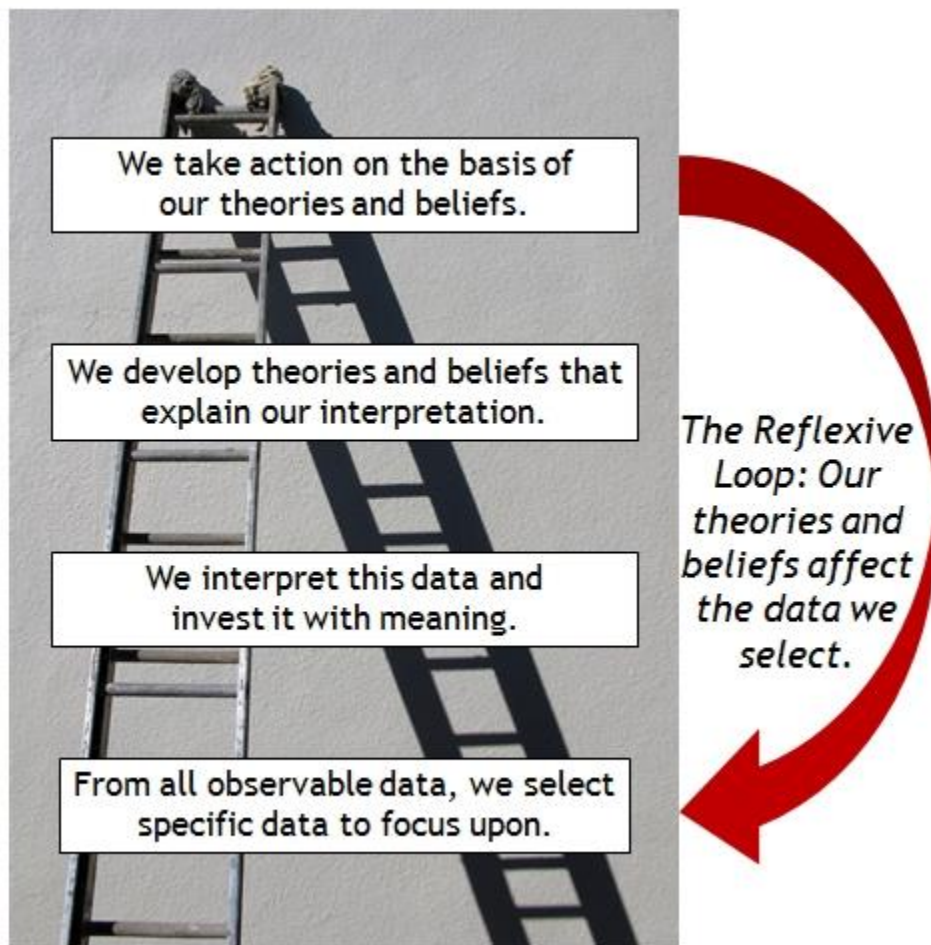 We take action on the basis of
our theories and beliefs.
We develop theories and beliefs that
explain our interpretation.
We interpret this data and
invest it with meaning.
From all observable data, we select
specific data to focus upon.
The Reflexive
Loop: Our
theories and
beliefs affect
the data we
select.